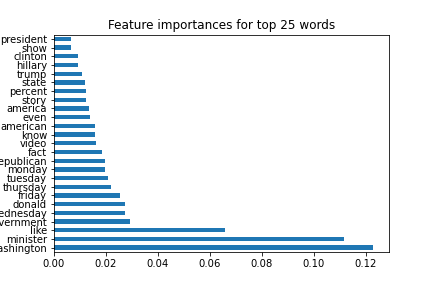 Feature importances for top 25 words
president
show
clinton
hillary
trump
state
percent
story
america
even
american
know
video
fact
epublican
monday
tuesday
thursday
friday
donald
ednesday
vernment
like
minister
ashington
0.00 0.02 0.04 0.06 0.08 0.10 0.12